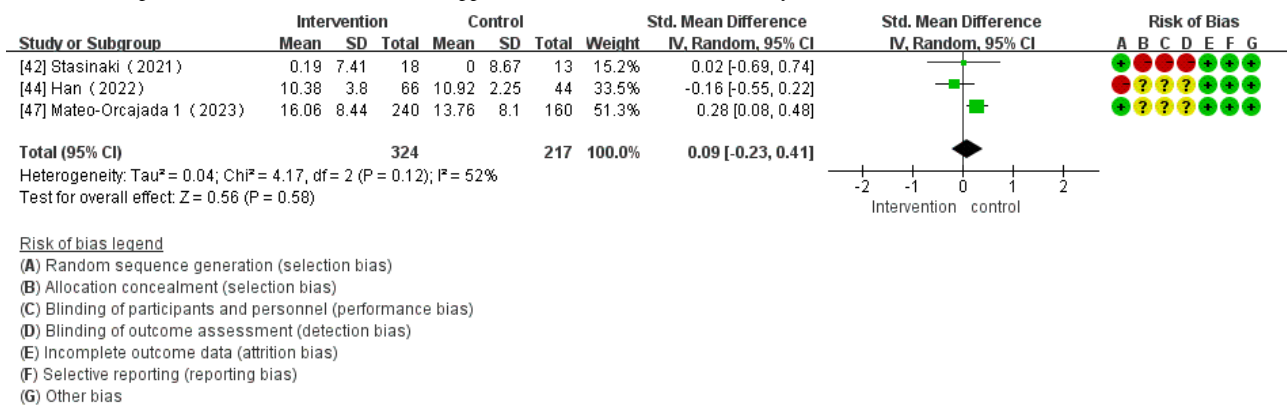 Intervention Control Std. Mean Difference Std. Mean Difference Risk of Bias
Study or Subgroup Mean SD Total Mean SD Total Weight IV, Random, 95% CI IV, Random, 95% CI A B C D E F G
[42] Stasinaki（2021） 0.19 7.41 18 0 8.67 13 15.2% 0.02 [-0.69, 0.74] + - - - + + +
[44] Han（2022） 10.38 3.8 66 10.92 2.25 44 33.5% -0.16 [-0.55, 0.22] - ? ? ? + + +
[47] Mateo-Orcajada 1（2023） 16.06 8.44 240 13.76 8.1 160 51.3% 0.28 [0.08, 0.48] + ? ? ? + + +
Total (95% CI) 324 217 100.0% 0.09 [-0.23, 0.41]
Heterogeneity: Tau² = 0.04; Chi² = 4.17, df = 2 (P = 0.12); I² = 52%
Test for overall effect: Z = 0.56 (P = 0.58)
-2 -1 0 1 2
Intervention control
Risk of bias legend
(A) Random sequence generation (selection bias)
(B) Allocation concealment (selection bias)
(C) Blinding of participants and personnel (performance bias)
(D) Blinding of outcome assessment (detection bias)
(E) Incomplete outcome data (attrition bias)
(F) Selective reporting (reporting bias)
(G) Other bias